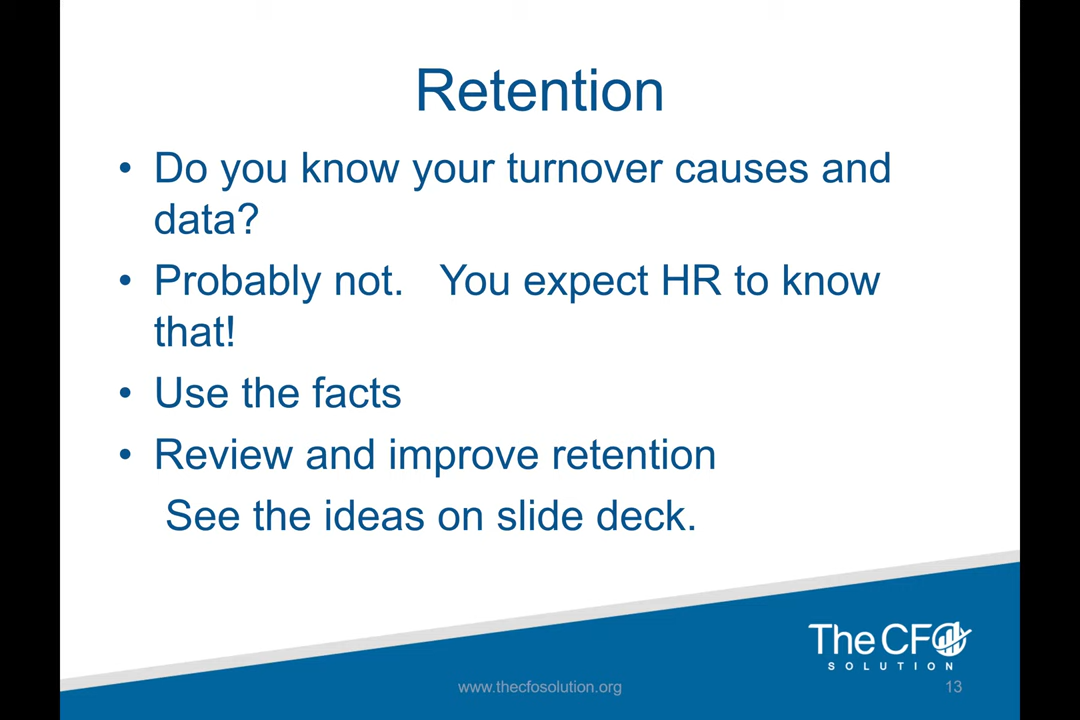 Retention
• Do you know your turnover causes and
data?
• Probably not.   You expect HR to know
that!
• Use the facts
• Review and improve retention
See the ideas on slide deck.
The CFO
SOLUTION
www.thecfosolution.org
13